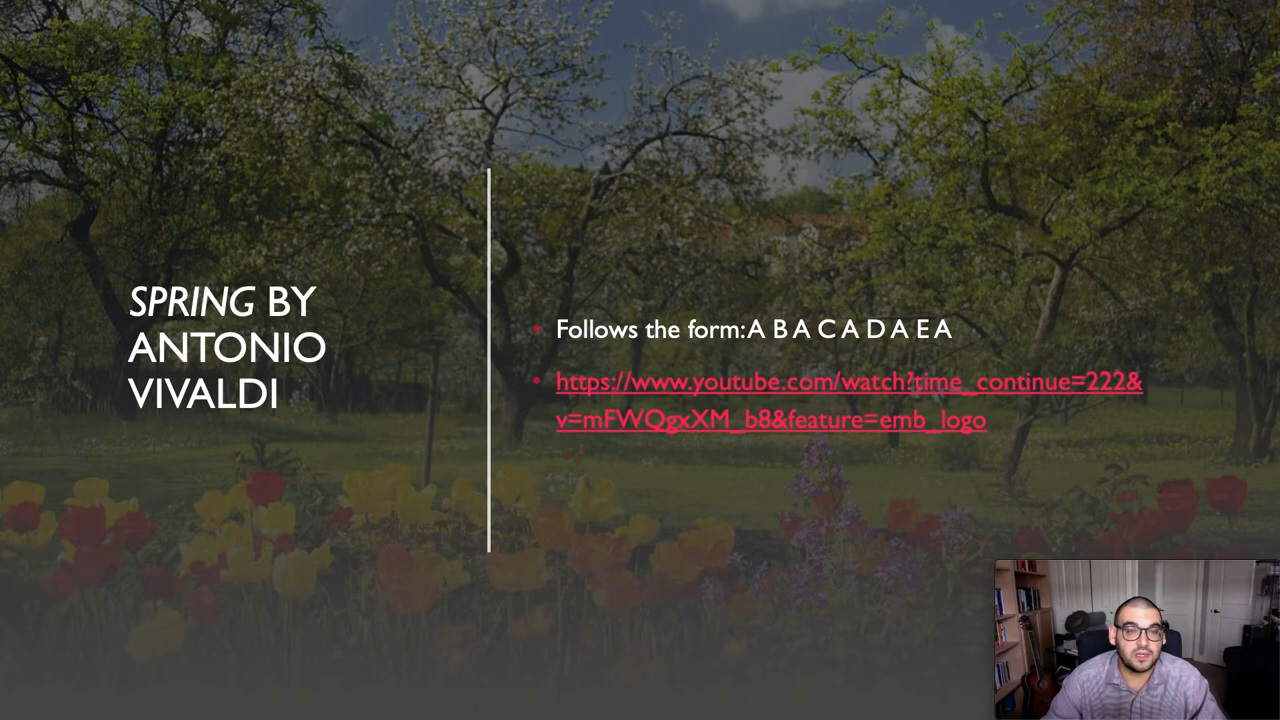 SPRING BY
ANTONIO
VIVALDI
• Follows the form: A B A C A D A E A
• https://www.youtube.com/watch?time_continue=222&
v=mFWQgxXM_b8&feature=emb_logo